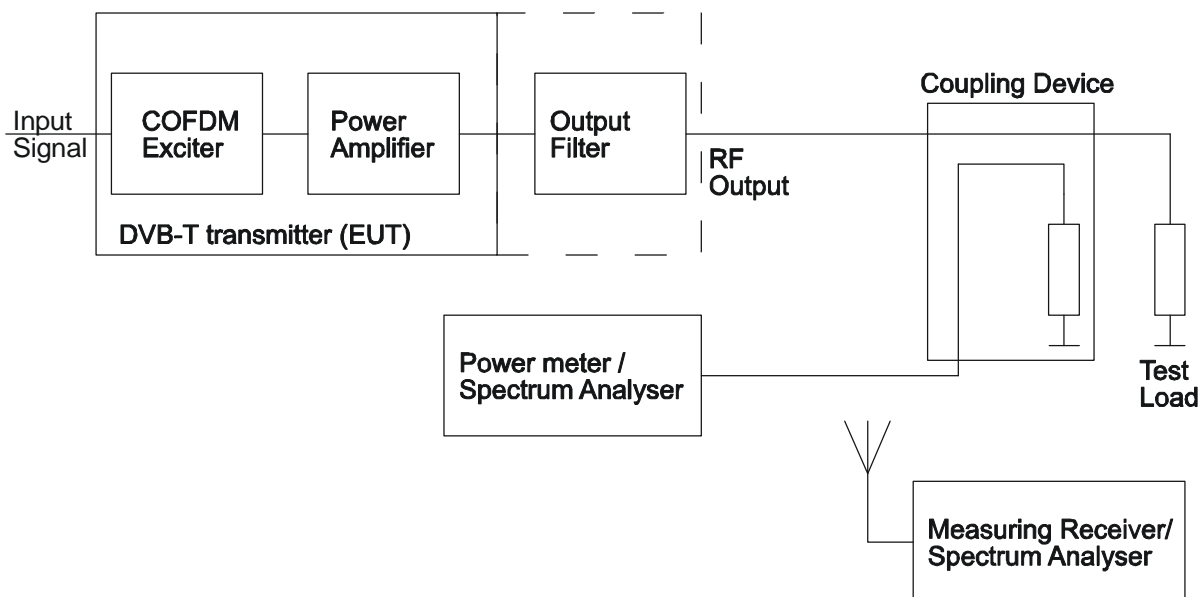 Input
Signal
COFDM
Exciter
Power
Amplifier
Output
Filter
RF
Output
DVB-T transmitter (EUT)
Coupling Device
Power meter /
Spectrum Analyser
Test
Load
Measuring Receiver/
Spectrum Analyser